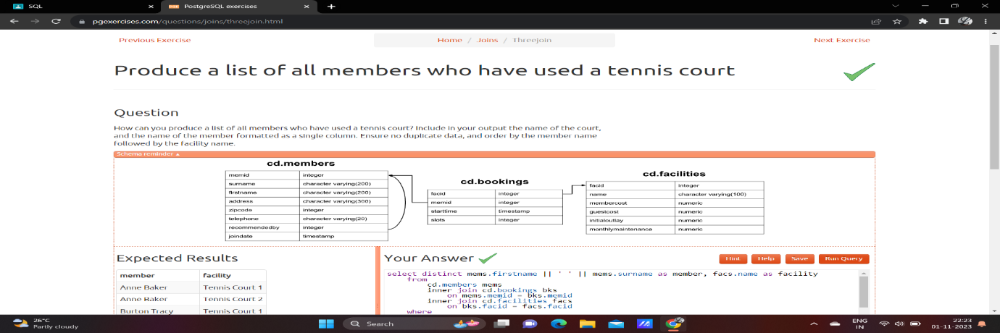 SQL
PostgreSQL exercises
pgexercises.com/questions/joins/threejoin.html
Previous Exercise
Home / Joins / Threejoin
Next Exercise
Produce a list of all members who have used a tennis court
Question
How can you produce a list of all members who have used a tennis court? Include in your output the name of the court,
and the name of the member formatted as a single column. Ensure no duplicate data, and order by the member name
followed by the facility name.
Schema reminder
cd.members
memid integer
surname character varying(200)
firstname character varying(200)
address character varying(300)
zipcode integer
telephone character varying(20)
recommendedby integer
joindate timestamp
cd.bookings
facid integer
memid integer
starttime timestamp
slots integer
cd.facilities
facid integer
name character varying(100)
membercost numeric
guestcost numeric
initialoutlay numeric
monthlymaintenance numeric
Expected Results
member facility
Anne Baker Tennis Court 1
Anne Baker Tennis Court 2
Burton Tracy Tennis Court 1
Your Answer
Hint Help Save Run Query
select distinct mems.firstname || ' ' || mems.surname as member, facs.name as facility
from
cd.members mems
inner join cd.bookings bks
on mems.memid = bks.memid
inner join cd.facilities facs
on bks.facid = facs.facid
where
26°C
Partly cloudy
Search
ENG
IN
22:23
01-11-2023